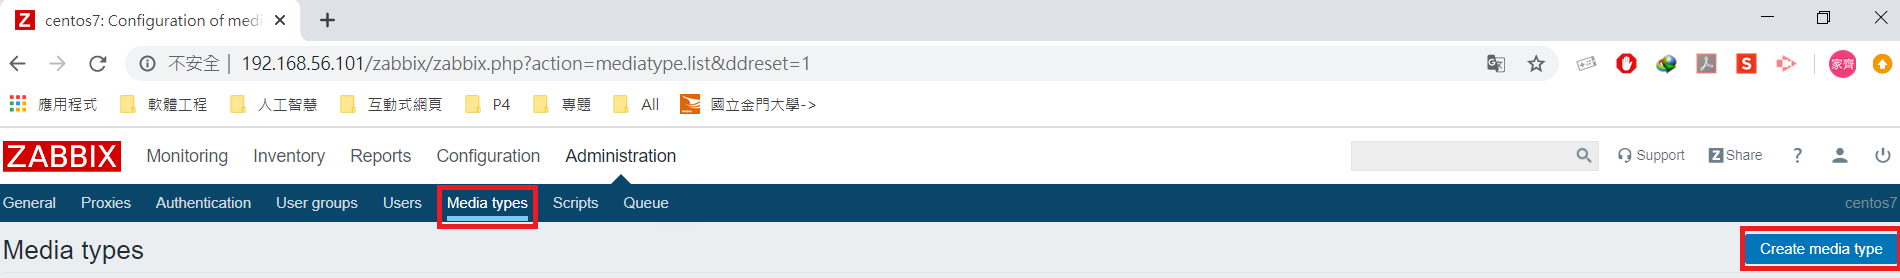 centos7: Configuration of medi
不安全 | 192.168.56.101/zabbix/zabbix.php?action=mediatype.list&ddreset=1
家齊
應用程式 軟體工程 人工智慧 互動式網頁 P4 專題 All 國立金門大學->
ZABBIX Monitoring Inventory Reports Configuration Administration Support Z Share ?
General Proxies Authentication User groups Users Media types Scripts Queue centos7
Media types Create media type